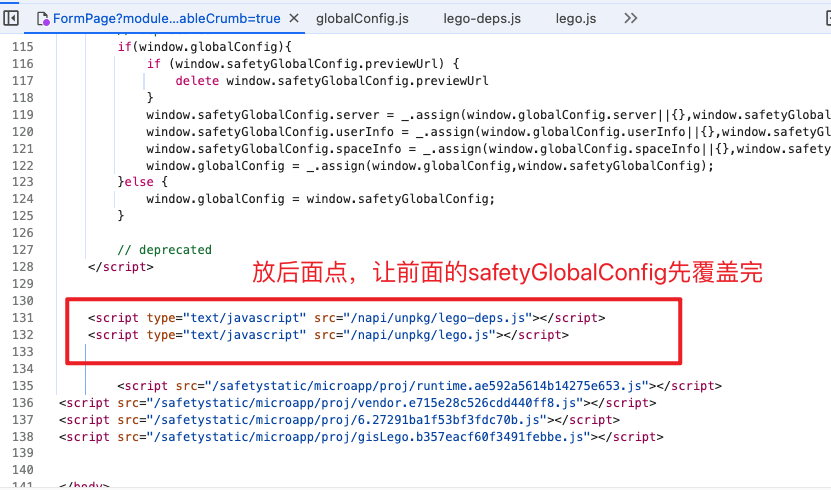 FormPage?module...ableCrumb=true × globalConfig.js lego-deps.js lego.js »
115 if(window.globalConfig){
116 if (window.safetyGlobalConfig.previewUrl) {
117 delete window.safetyGlobalConfig.previewUrl
118 }
119 window.safetyGlobalConfig.server = _.assign(window.globalConfig.server||{},window.safetyGlobal
120 window.safetyGlobalConfig.userInfo = _.assign(window.globalConfig.userInfo||{},window.safetyGl
121 window.safetyGlobalConfig.spaceInfo = _.assign(window.globalConfig.spaceInfo||{},window.safety
122 window.globalConfig = _.assign(window.globalConfig,window.safetyGlobalConfig);
123 }else {
124 window.globalConfig = window.safetyGlobalConfig;
125 }
126
127 // deprecated
128 </script>
放后面点，让前面的safetyGlobalConfig先覆盖完
129
130
131 <script type="text/javascript" src="/napi/unpkg/lego-deps.js"></script>
132 <script type="text/javascript" src="/napi/unpkg/lego.js"></script>
133
134
135 <script src="/safetystatic/microapp/proj/runtime.ae592a5614b14275e653.js"></script>
136 <script src="/safetystatic/microapp/proj/vendor.e715e28c526cdd440ff8.js"></script>
137 <script src="/safetystatic/microapp/proj/6.27291ba1f53bf3fdc70b.js"></script>
138 <script src="/safetystatic/microapp/proj/gisLego.b357eacf60f3491febbe.js"></script>
139
140
141 </body>